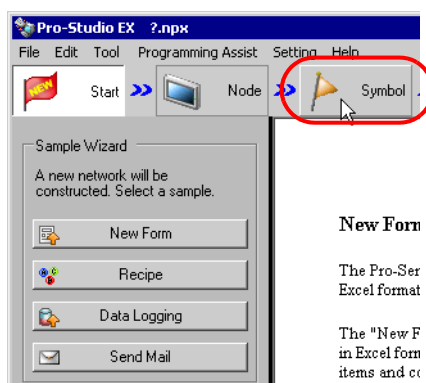 Pro-Studio EX ?.npx
File Edit Tool Programming Assist Setting Help
NEW Start Node Symbol
Sample Wizard
A new network will be
constructed. Select a sample.
New Form
Recipe
Data Logging
Send Mail
New Form
The Pro-Ser
Excel format
The "New F
in Excel form
items and co